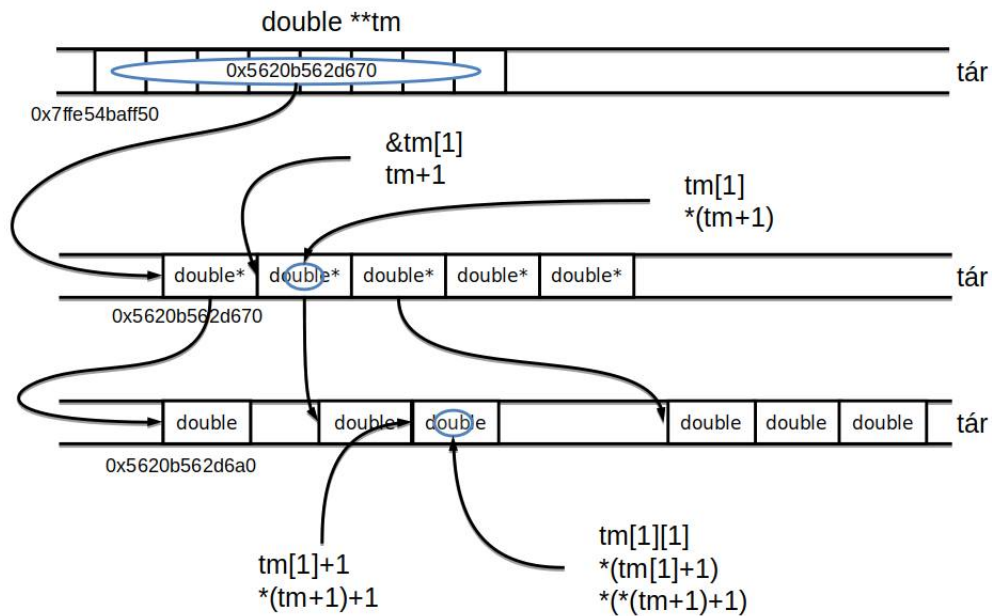 double **tm
0x5620b562d670
tár
0x7ffe54baff50
&tm[1]
tm+1
tm[1]
*(tm+1)
double* double* double* double* double*
tár
0x5620b562d670
double double double double double double
tár
0x5620b562d6a0
tm[1]+1
*(tm+1)+1
tm[1][1]
*(tm[1]+1)
*(*(tm+1)+1)